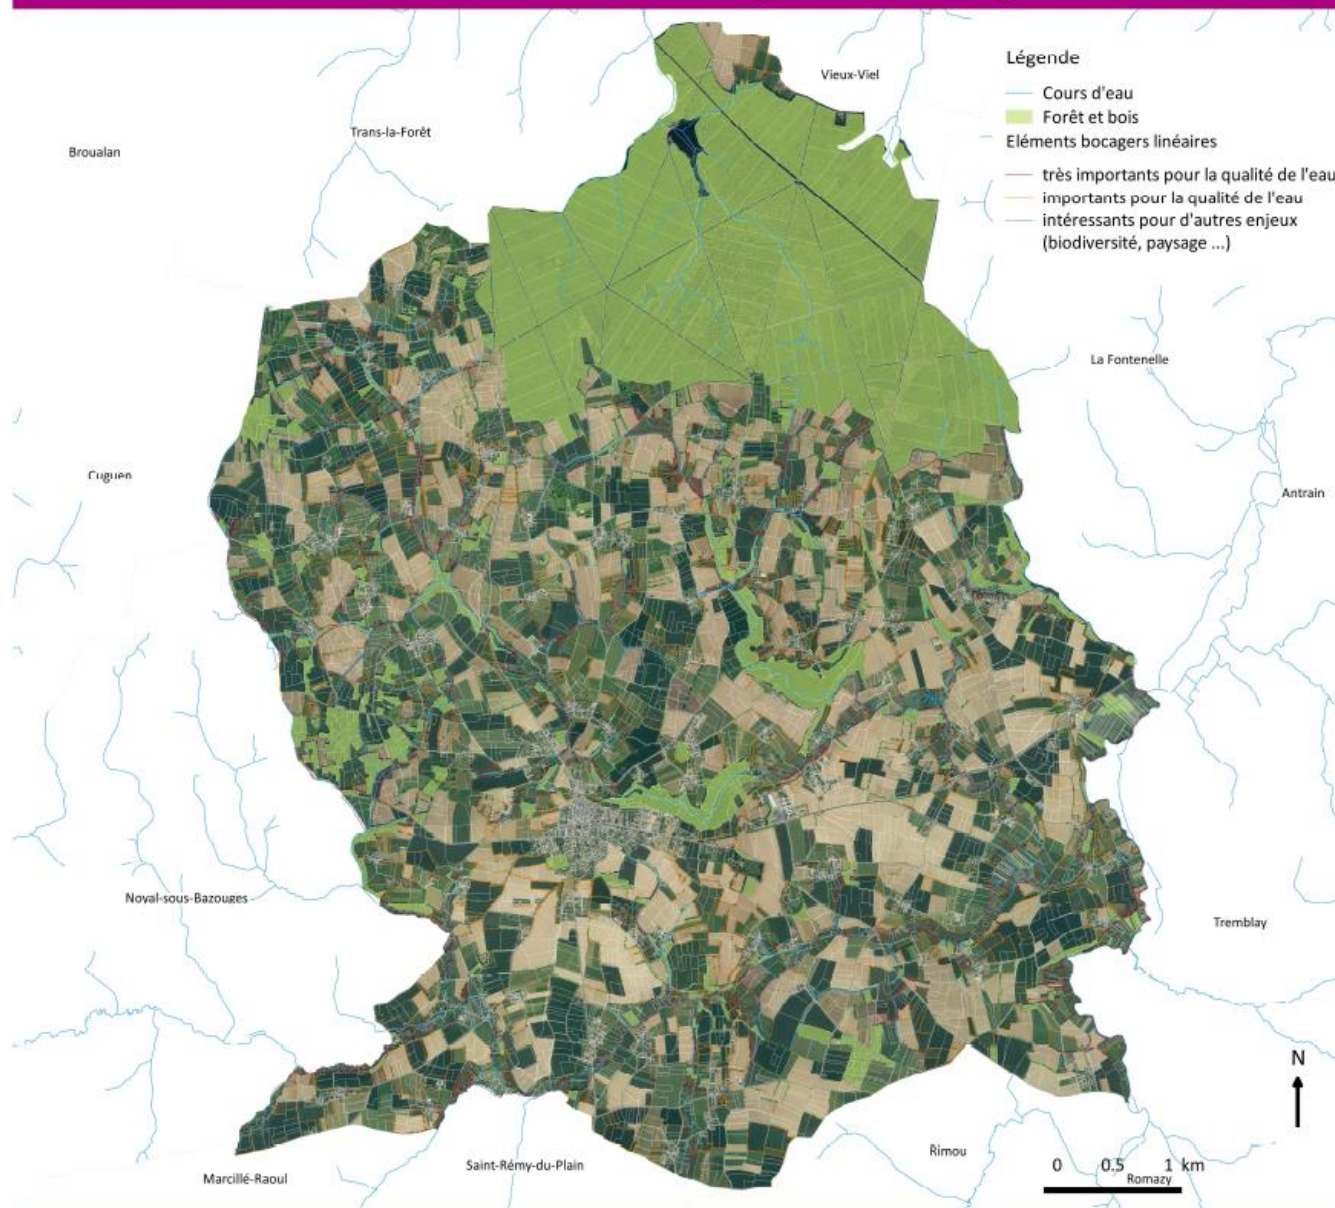 Légende
Cours d'eau
Forêt et bois
Eléments bocagers linéaires
très importants pour la qualité de l'eau
importants pour la qualité de l'eau
intéressants pour d'autres enjeux
(biodiversité, paysage ...)
Vieux-Viel
Trans-la-Forêt
Broualan
La Fontenelle
Cuguen
Antrain
Noyal-sous-Bazouges
Tremblay
N
Rimou
Saint-Rémy-du-Plain
0 0.5 1 km
Romazy
Marcillé-Raoul